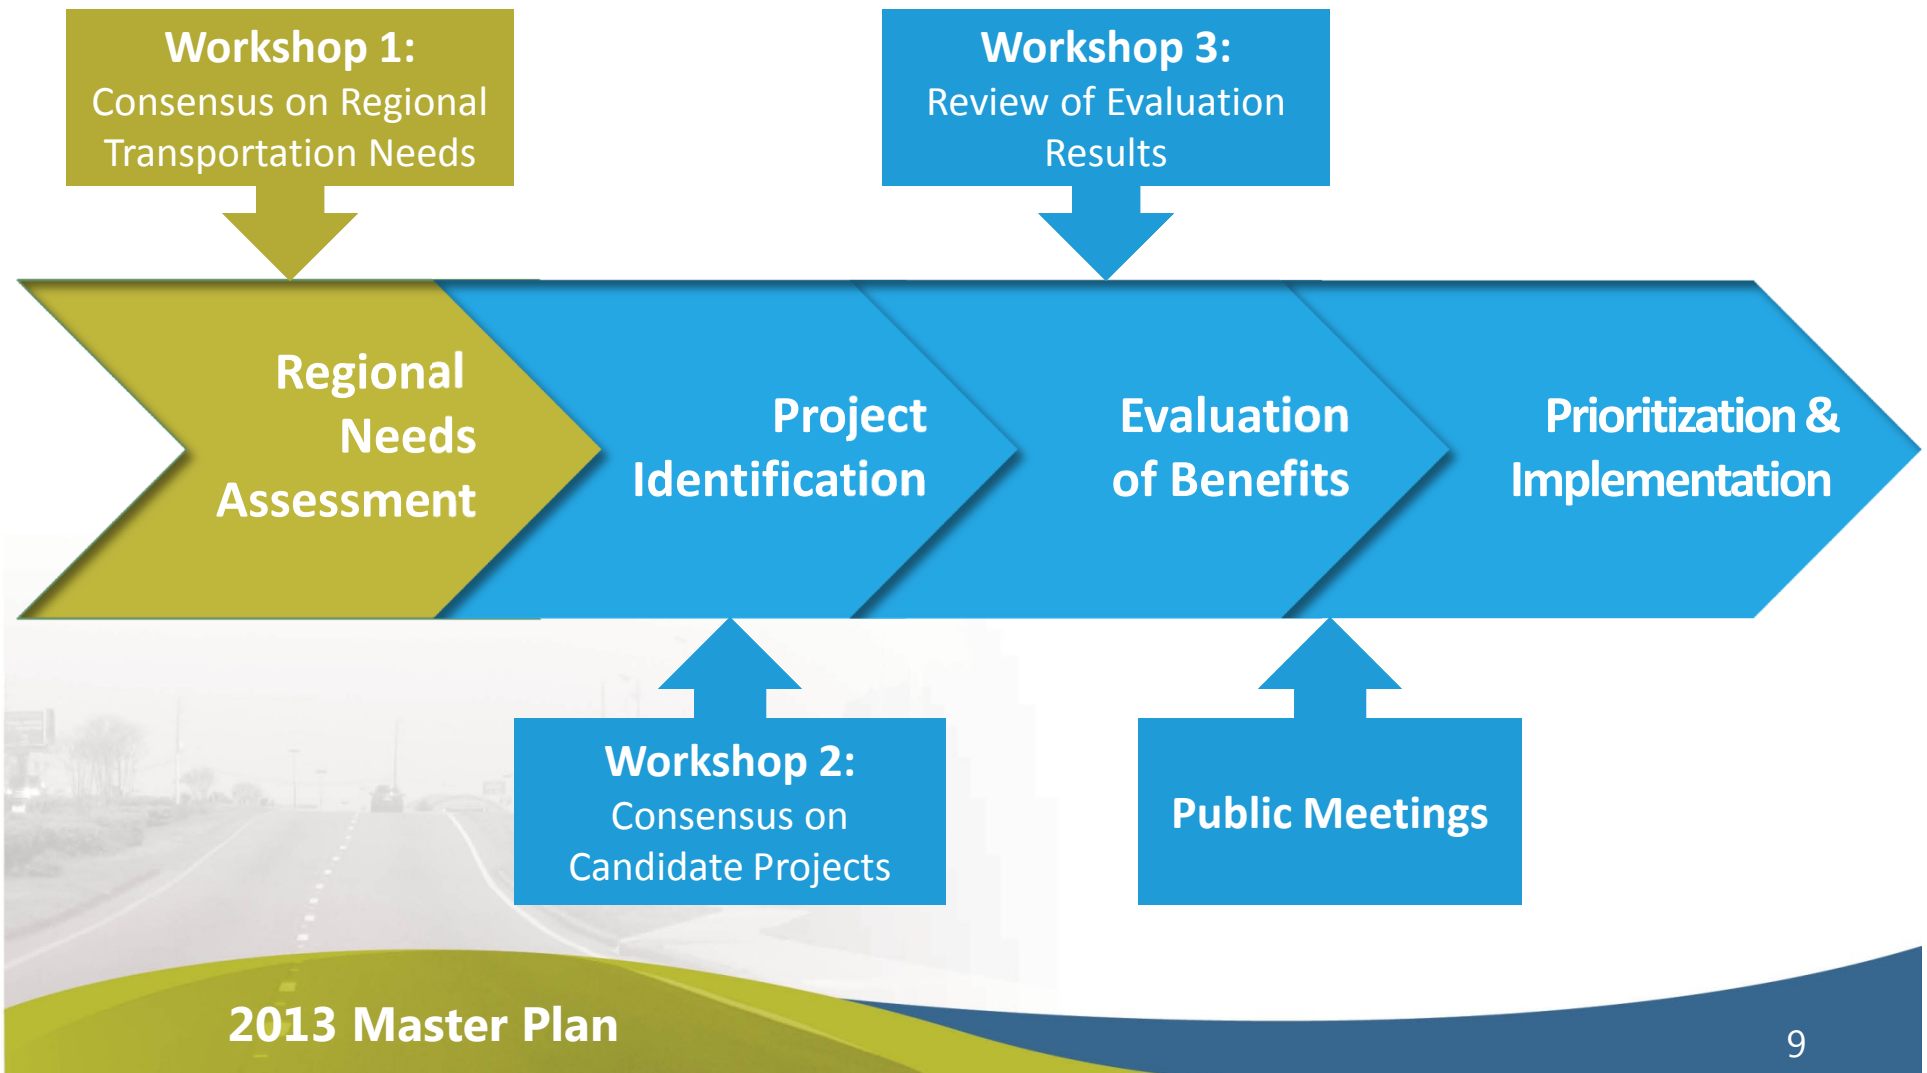 Workshop 1:
Consensus on Regional
Transportation Needs
Workshop 3:
Review of Evaluation
Results
Regional
Needs
Assessment
Project
Identification
Evaluation
of Benefits
Prioritization &
Implementation
Workshop 2:
Consensus on
Candidate Projects
Public Meetings
2013 Master Plan
9